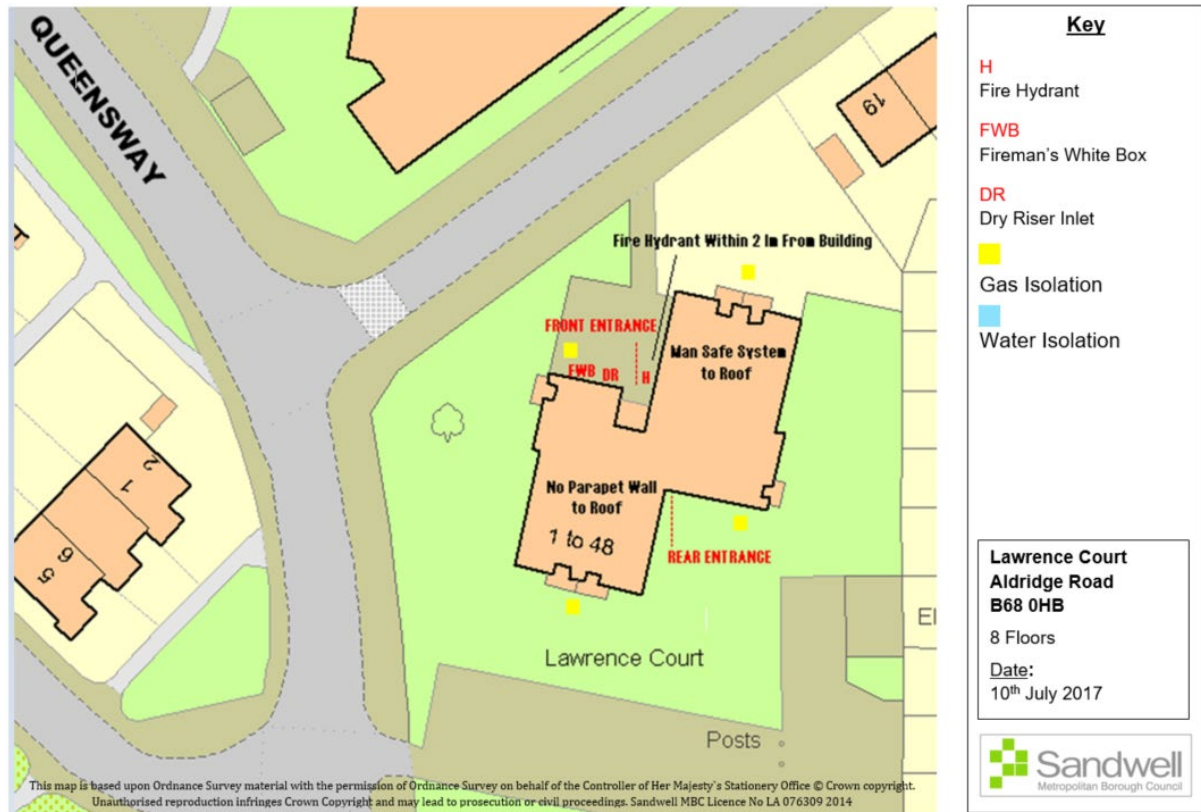 QUEENSWAY
19
Fire Hydrant Within 2 1m From Building
FRONT ENTRANCE
FWB DR H
Man Safe System
to Roof
No Parapet Wall
to Roof
1 to 48
REAR ENTRANCE
2
1
6
5
Lawrence Court
El
Posts
This map is based upon Ordnance Survey material with the permission of Ordnance Survey on behalf of the Controller of Her Majesty`s Stationery Office © Crown copyright.
Unauthorised reproduction infringes Crown Copyright and may lead to prosecution or civil proceedings. Sandwell MBC Licence No LA 076309 2014
Key
H
Fire Hydrant
FWB
Fireman's White Box
DR
Dry Riser Inlet
Gas Isolation
Water Isolation
Lawrence Court
Aldridge Road
B68 0HB
8 Floors
Date:
10th July 2017
Sandwell
Metropolitan Borough Council